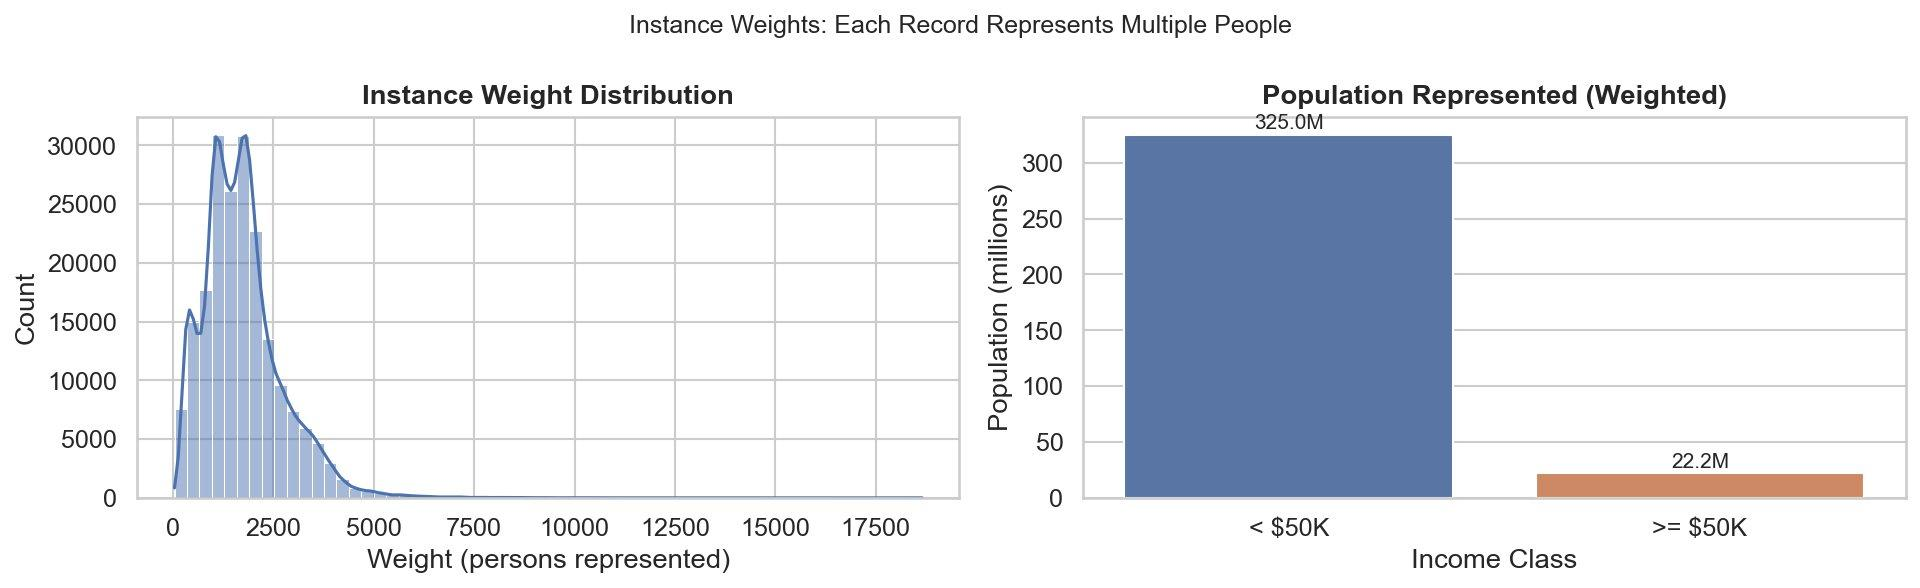 Instance Weights: Each Record Represents Multiple People
Instance Weight Distribution
30000
25000
20000
15000
10000
5000
0
Count
0 2500 5000 7500 10000 12500 15000 17500
Weight (persons represented)
Population Represented (Weighted)
325.0M
22.2M
300
250
200
150
100
50
0
Population (millions)
< $50K >= $50K
Income Class